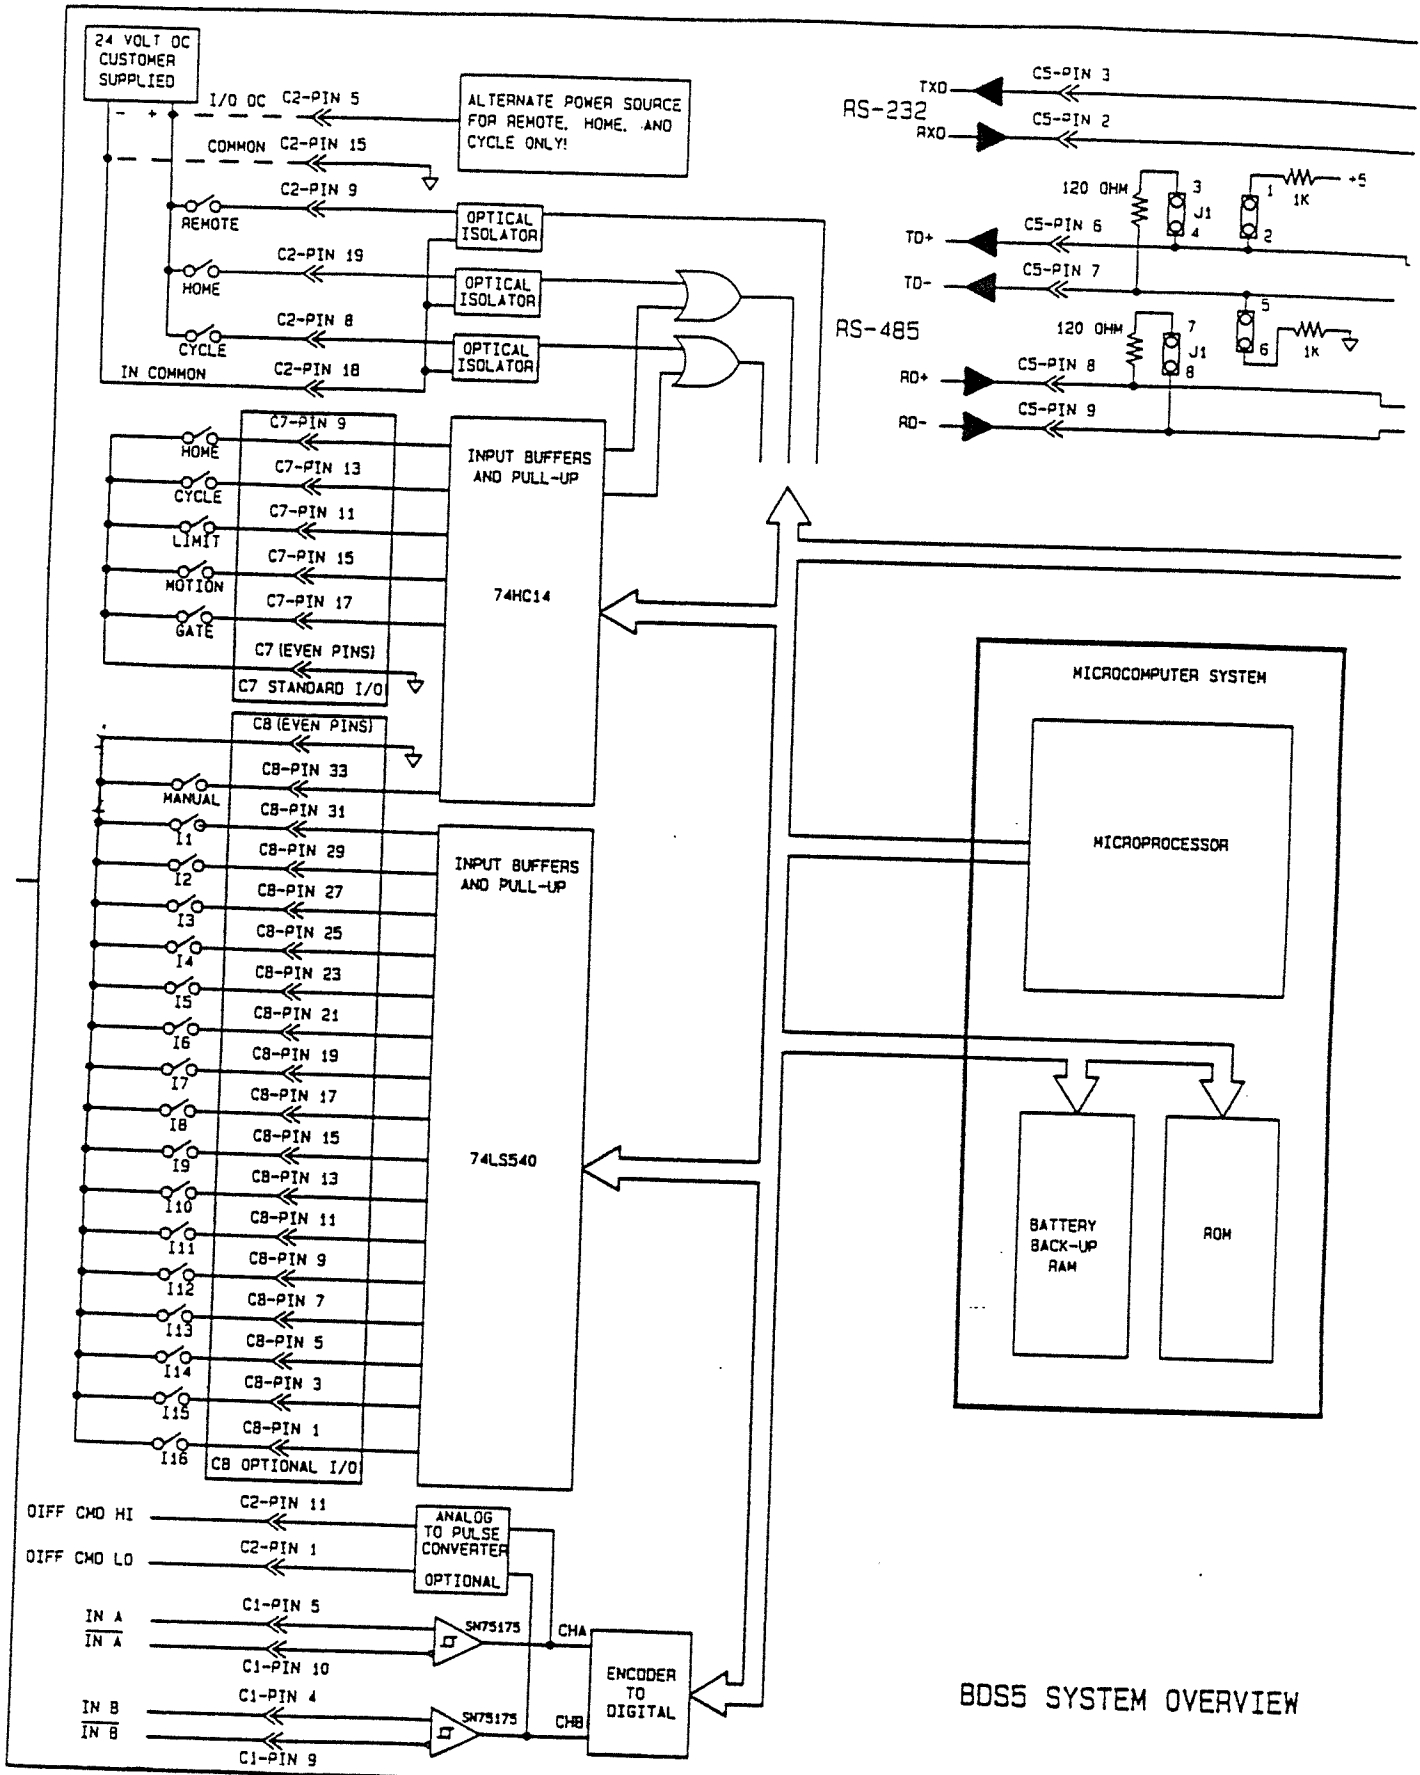 24 VOLT DC
CUSTOMER
SUPPLIED
- +
I/O DC C2-PIN 5
COMMON C2-PIN 15
ALTERNATE POWER SOURCE
FOR REMOTE, HOME, AND
CYCLE ONLY!
C2-PIN 9
REMOTE
OPTICAL
ISOLATOR
C2-PIN 19
HOME
OPTICAL
ISOLATOR
C2-PIN 8
CYCLE
OPTICAL
ISOLATOR
IN COMMON C2-PIN 18
RS-232
TXD C5-PIN 3
RXD C5-PIN 2
120 OHM
3
J1
4
1
2
1K
+5
TD+ C5-PIN 6
TD- C5-PIN 7
RS-485
120 OHM
7
J1
8
5
6
1K
RD+ C5-PIN 8
RD- C5-PIN 9
C7-PIN 9
HOME
C7-PIN 13
CYCLE
C7-PIN 11
LIMIT
C7-PIN 15
MOTION
C7-PIN 17
GATE
C7 (EVEN PINS)
C7 STANDARD I/O
INPUT BUFFERS
AND PULL-UP
74HC14
C8 (EVEN PINS)
C8-PIN 33
MANUAL
C8-PIN 31
I1
C8-PIN 29
I2
C8-PIN 27
I3
C8-PIN 25
I4
C8-PIN 23
I5
C8-PIN 21
I6
C8-PIN 19
I7
C8-PIN 17
I8
C8-PIN 15
I9
C8-PIN 13
I10
C8-PIN 11
I11
C8-PIN 9
I12
C8-PIN 7
I13
C8-PIN 5
I14
C8-PIN 3
I15
C8-PIN 1
I16
C8 OPTIONAL I/O
INPUT BUFFERS
AND PULL-UP
74LS540
MICROCOMPUTER SYSTEM
MICROPROCESSOR
BATTERY
BACK-UP
RAM
ROM
DIFF CMD HI C2-PIN 11
DIFF CMD LO C2-PIN 1
ANALOG
TO PULSE
CONVERTER
OPTIONAL
IN A C1-PIN 5
IN A C1-PIN 10
SN75175
CHA
IN B C1-PIN 4
IN B C1-PIN 9
SN75175
CHB
ENCODER
TO
DIGITAL
BDS5 SYSTEM OVERVIEW